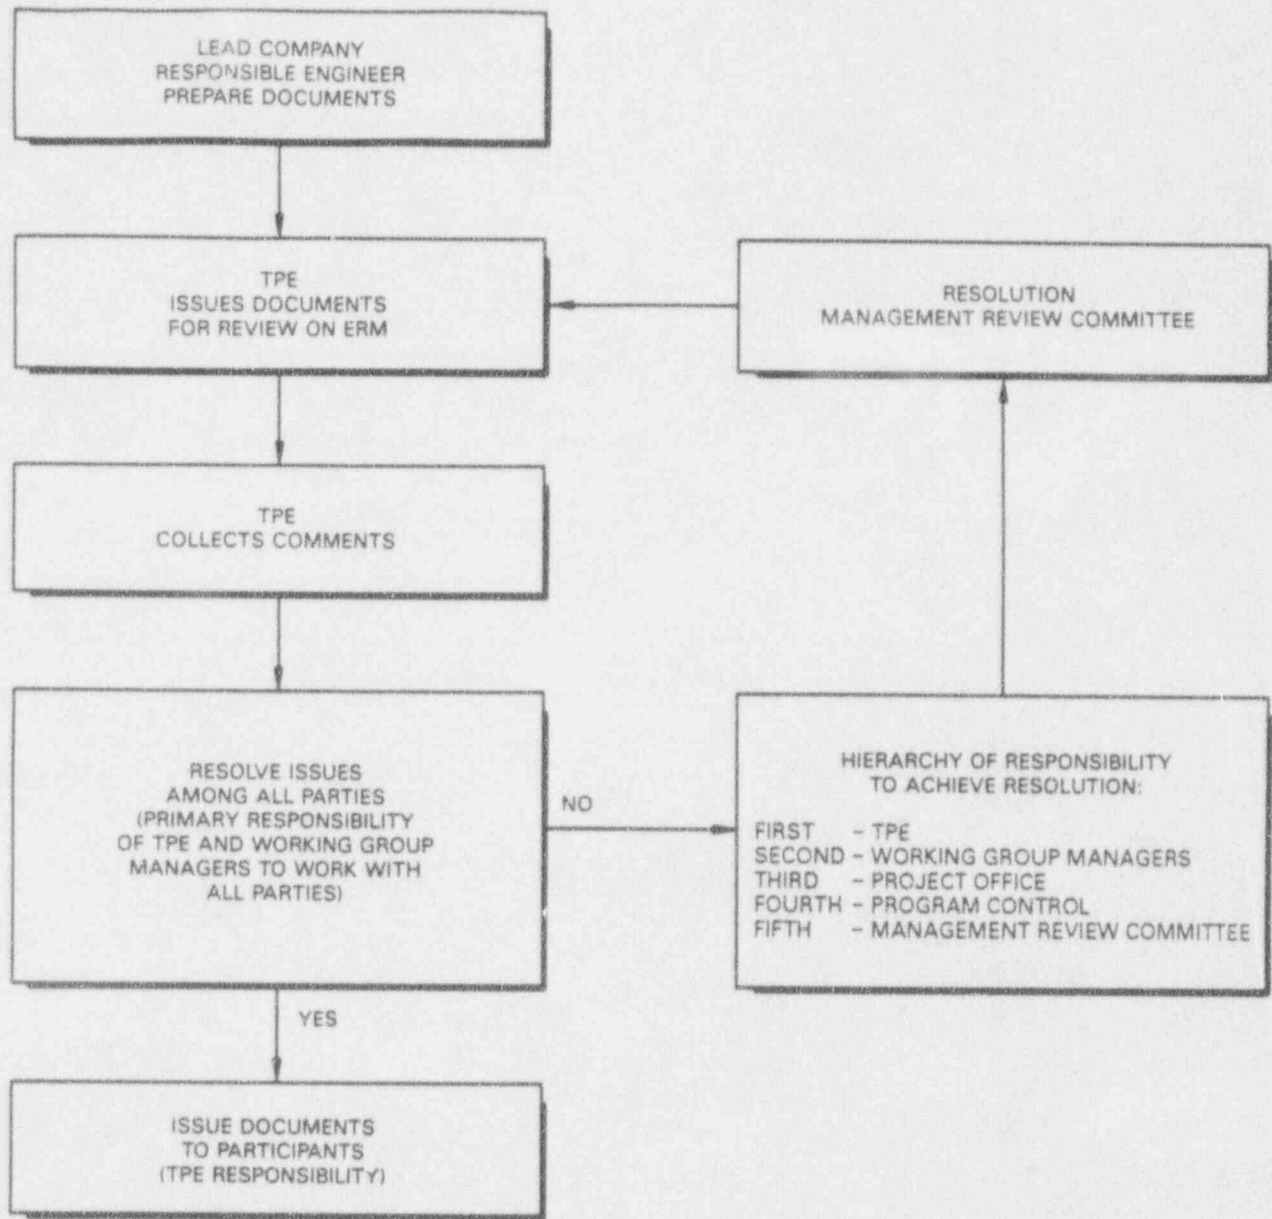 LEAD COMPANY
RESPONSIBLE ENGINEER
PREPARE DOCUMENTS
TPE
ISSUES DOCUMENTS
FOR REVIEW ON ERM
RESOLUTION
MANAGEMENT REVIEW COMMITTEE
TPE
COLLECTS COMMENTS
RESOLVE ISSUES
AMONG ALL PARTIES
(PRIMARY RESPONSIBILITY
OF TPE AND WORKING GROUP
MANAGERS TO WORK WITH
ALL PARTIES)
NO
HIERARCHY OF RESPONSIBILITY
TO ACHIEVE RESOLUTION:
FIRST – TPE
SECOND – WORKING GROUP MANAGERS
THIRD – PROJECT OFFICE
FOURTH – PROGRAM CONTROL
FIFTH – MANAGEMENT REVIEW COMMITTEE
YES
ISSUE DOCUMENTS
TO PARTICIPANTS
(TPE RESPONSIBILITY)